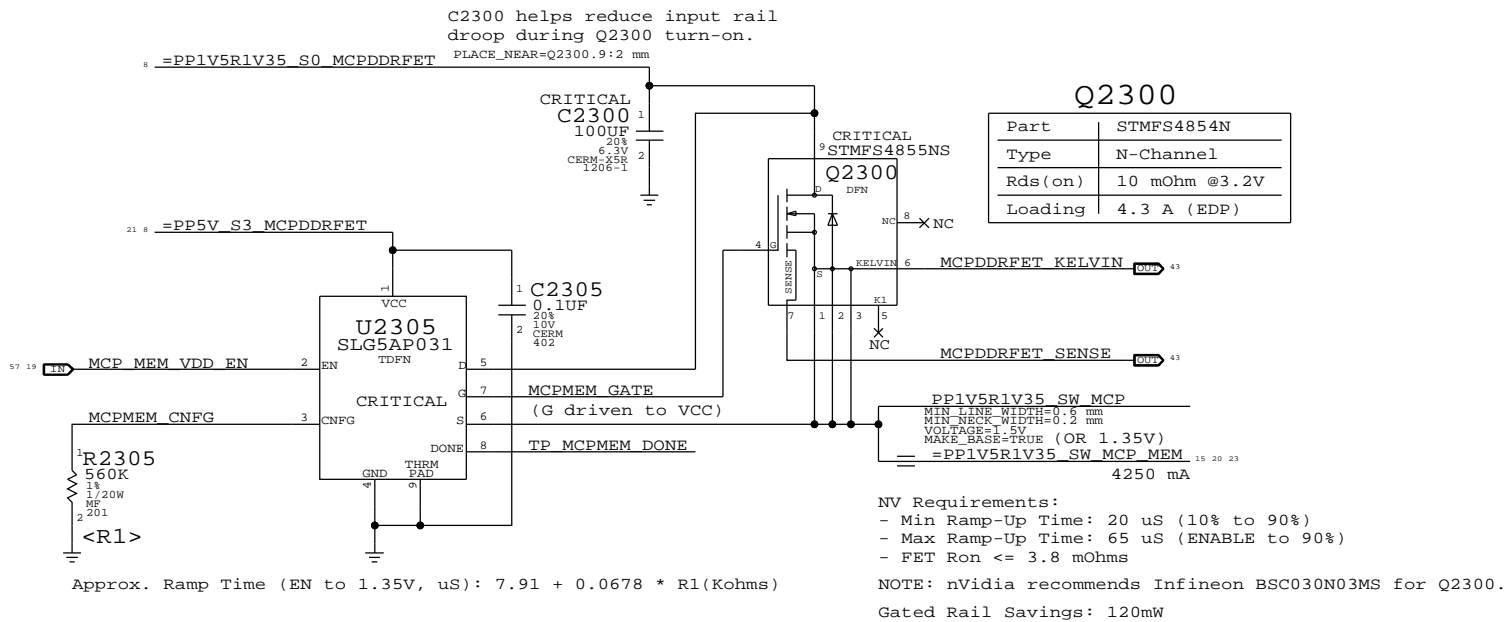 C2300 helps reduce input rail
droop during Q2300 turn-on.
PLACE_NEAR=Q2300.9:2 mm
8 =PP1V5R1V35_S0_MCPDDRFET
CRITICAL
C2300
100UF
20%
6.3V
CERM-X5R
1206-1
1
2
CRITICAL
9 STMFS4855NS
Q2300
DFN
D
G
S
SENSE
KELVIN
K1
NC
4
8
NC
6
7
1
2
3
5
NC
Q2300
Part STMFS4854N
Type N-Channel
Rds(on) 10 mOhm @3.2V
Loading 4.3 A (EDP)
21 8 =PP5V_S3_MCPDDRFET
1
VCC
U2305
SLG5AP031
TDFN
CRITICAL
1
C2305
0.1UF
20%
10V
CERM
402
2
MCPDDRFET_KELVIN OUT 43
MCPDDRFET_SENSE OUT 43
57 19 IN MCP_MEM_VDD_EN 2 EN
MCPMEM_CNFG 3 CNFG
D 5
G 7 MCPMEM_GATE
(G driven to VCC)
S 6
DONE 8 TP_MCPMEM_DONE
GND
THRM
PAD
4
9
1
R2305
560K
1%
1/20W
MF
201
2
<R1>
PP1V5R1V35_SW_MCP
MIN_LINE_WIDTH=0.6 mm
MIN_NECK_WIDTH=0.2 mm
VOLTAGE=1.5V
MAKE_BASE=TRUE (OR 1.35V)
=PP1V5R1V35_SW_MCP_MEM 15 20 23
4250 mA
NV Requirements:
- Min Ramp-Up Time: 20 uS (10% to 90%)
- Max Ramp-Up Time: 65 uS (ENABLE to 90%)
- FET Ron <= 3.8 mOhms
Approx. Ramp Time (EN to 1.35V, uS): 7.91 + 0.0678 * R1(Kohms)
NOTE: nVidia recommends Infineon BSC030N03MS for Q2300.
Gated Rail Savings: 120mW